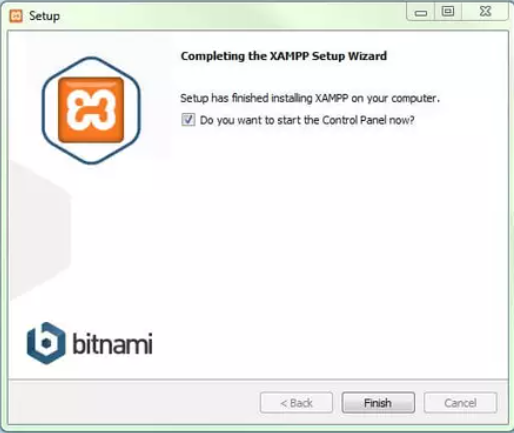 Setup
Completing the XAMPP Setup Wizard
Setup has finished installing XAMPP on your computer.
Do you want to start the Control Panel now?
bitnami
< Back
Finish
Cancel